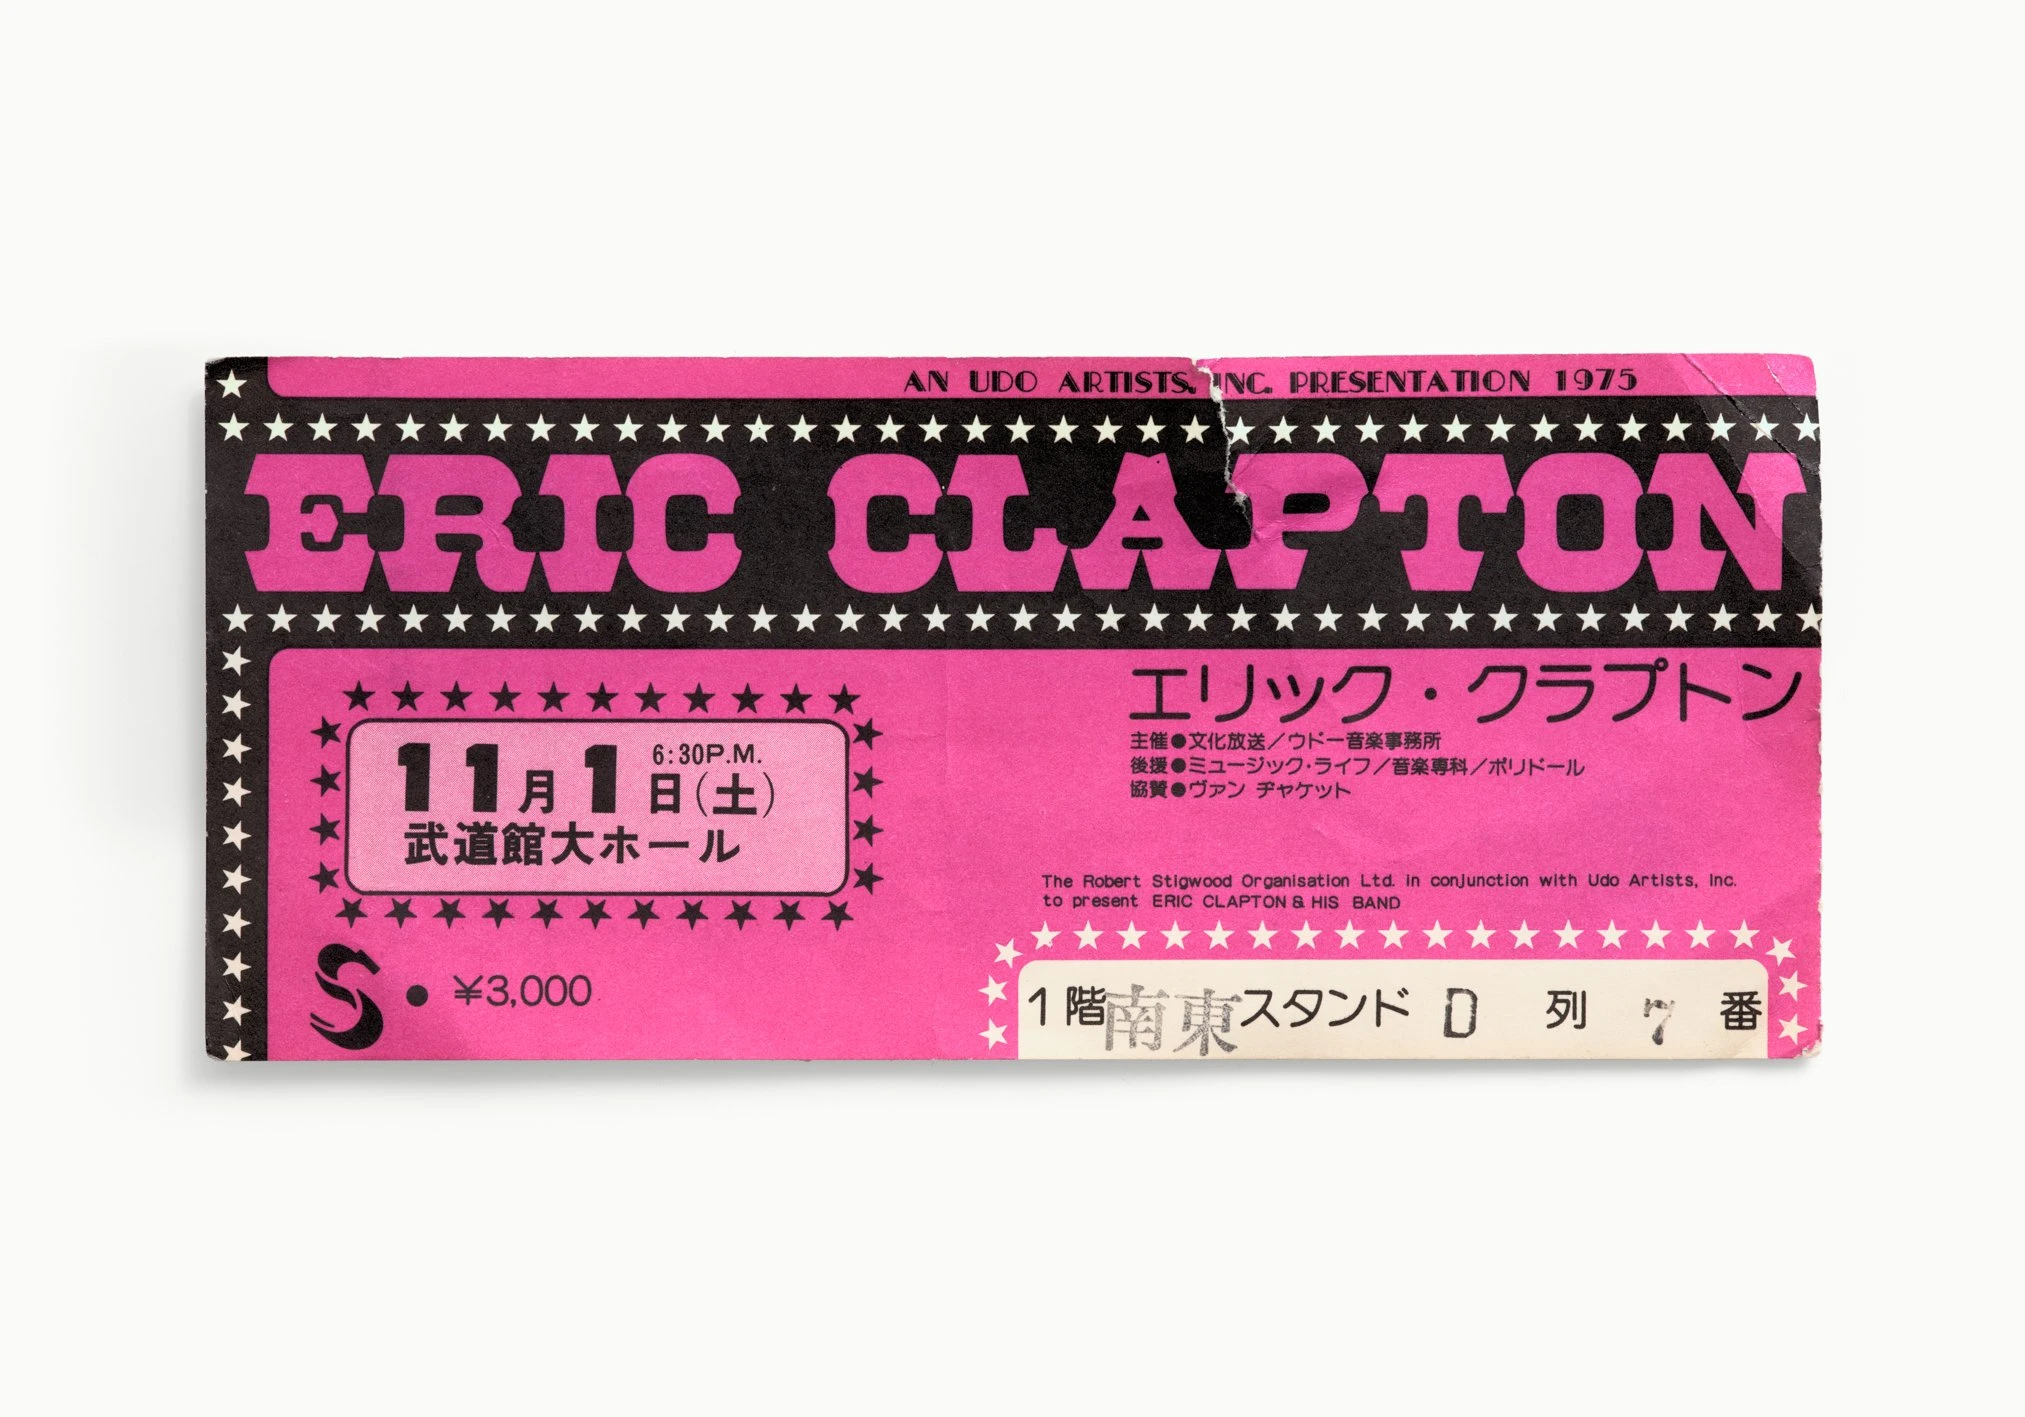 AN UDO ARTISTS, INC. PRESENTATION 1975
ERIC CLAPTON
エリック・クラプトン
主催●文化放送／ウドー音楽事務所
後援●ミュージック・ライフ／音楽専科／ポリドール
協賛●ヴァン ヂャケット
6:30P.M.
11月1日(土)
武道館大ホール
The Robert Stigwood Organisation Ltd. in conjunction with Udo Artists, Inc.
to present ERIC CLAPTON & HIS BAND
S●¥3,000
1階南東スタンド D 列 7 番